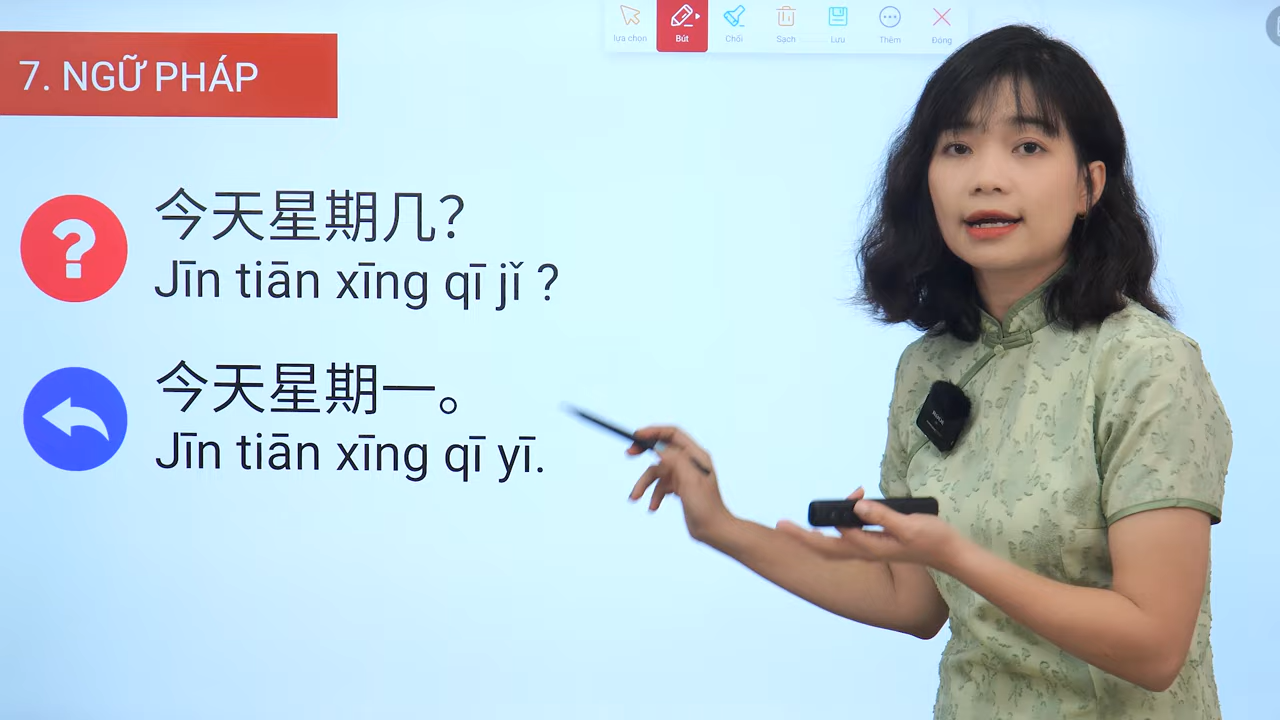 lựa chọn Bút Chổi Sạch Lưu Thêm Đóng
7. NGỮ PHÁP
今天星期几?
Jīn tiān xīng qī jǐ ?
今天星期一。
Jīn tiān xīng qī yī.